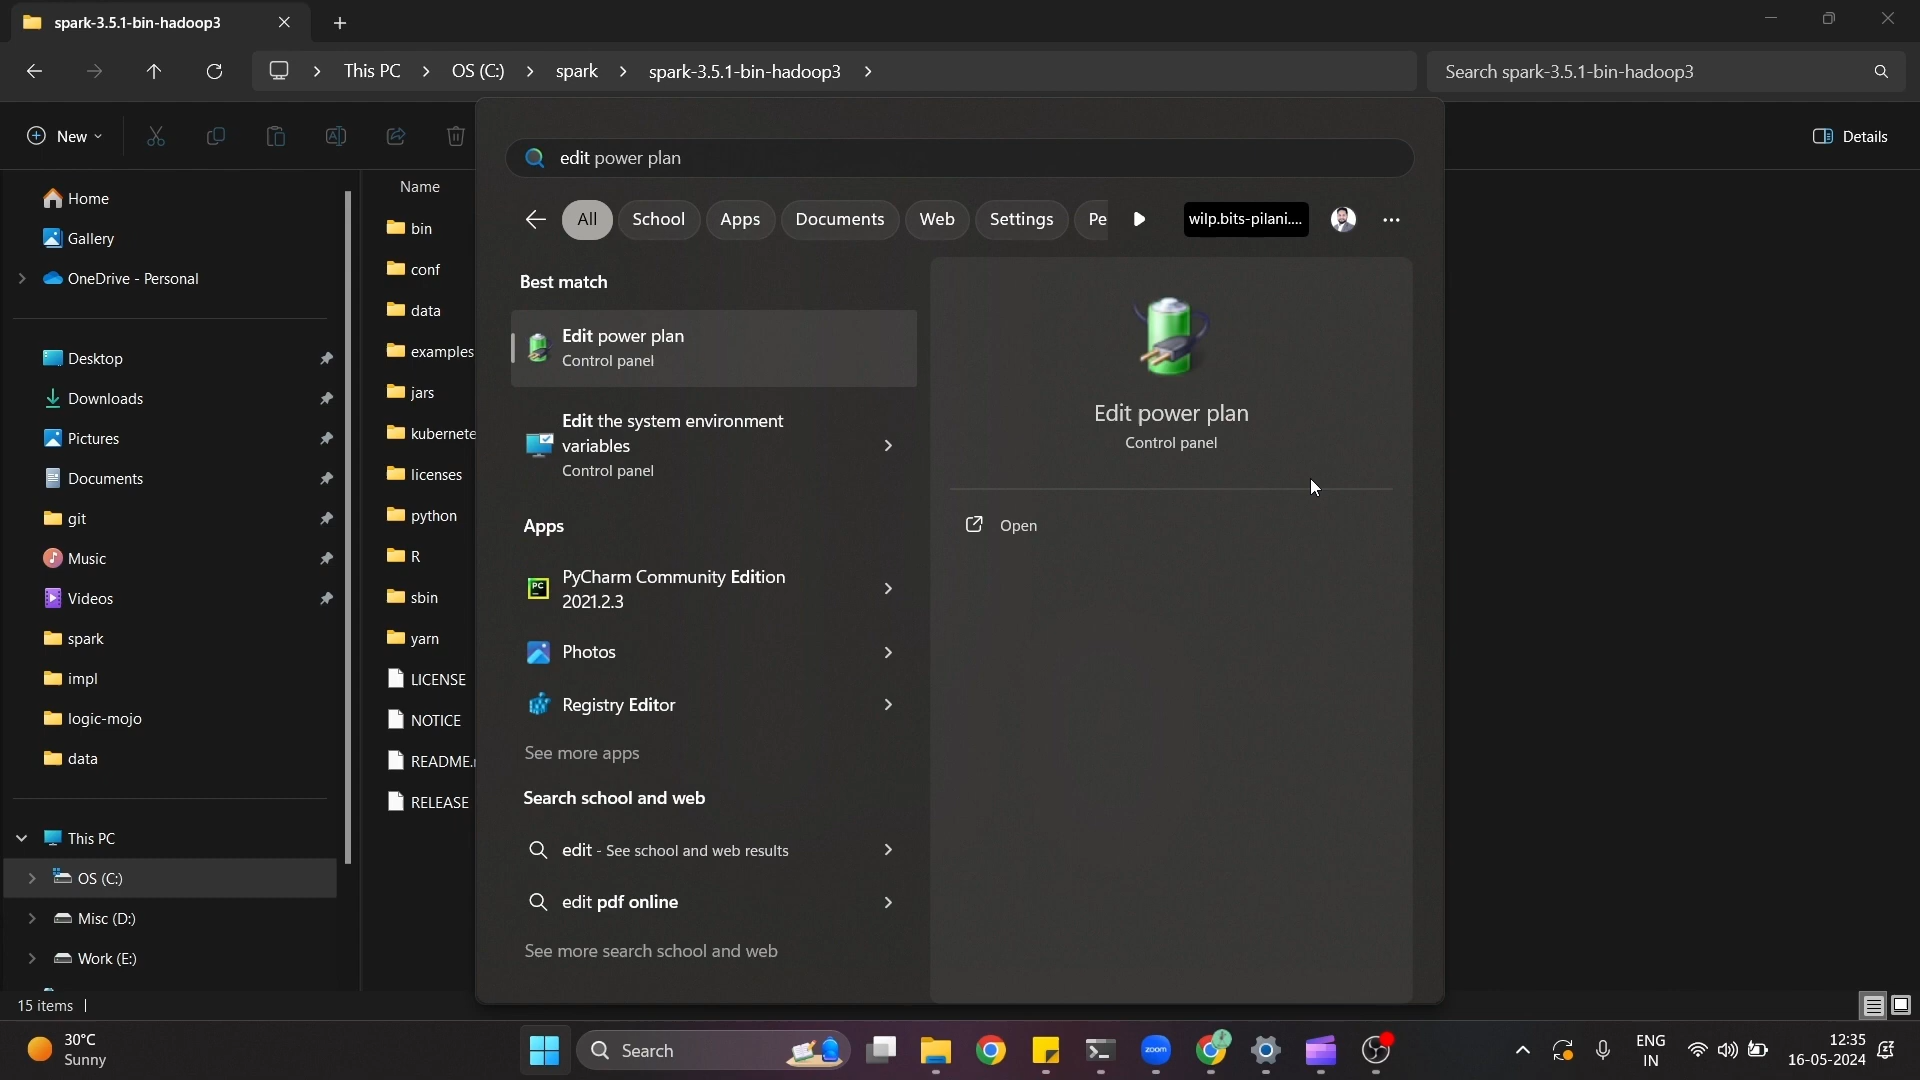 spark-3.5.1-bin-hadoop3
This PC > OS (C:) > spark > spark-3.5.1-bin-hadoop3 >
Search spark-3.5.1-bin-hadoop3
New
Details
Home
Gallery
OneDrive - Personal
Desktop
Downloads
Pictures
Documents
git
Music
Videos
spark
impl
logic-mojo
data
This PC
OS (C:)
Misc (D:)
Work (E:)
15 items
Name
bin
conf
data
examples
jars
kubernete
licenses
python
R
sbin
yarn
LICENSE
NOTICE
README.
RELEASE
edit power plan
All School Apps Documents Web Settings Pe
wilp.bits-pilani....
Best match
Edit power plan
Control panel
Edit the system environment
variables
Control panel
Apps
PyCharm Community Edition
2021.2.3
PC
Photos
Registry Editor
See more apps
Search school and web
edit - See school and web results
edit pdf online
See more search school and web
Edit power plan
Control panel
Open
30°C
Sunny
Search
zoom
ENG
IN
12:35
16-05-2024